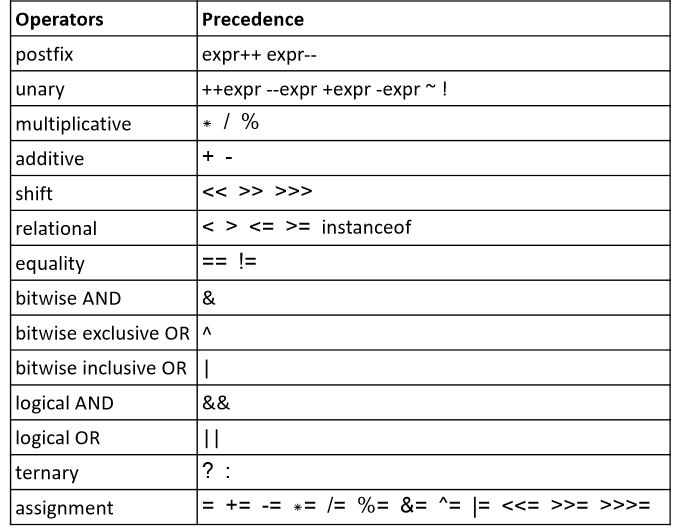 Operators Precedence
postfix expr++ expr--
unary ++expr --expr +expr -expr ~ !
multiplicative * / %
additive + -
shift << >> >>>
relational < > <= >= instanceof
equality == !=
bitwise AND &
bitwise exclusive OR ^
bitwise inclusive OR |
logical AND &&
logical OR ||
ternary ? :
assignment = += -= *= /= %= &= ^= |= <<= >>= >>>=